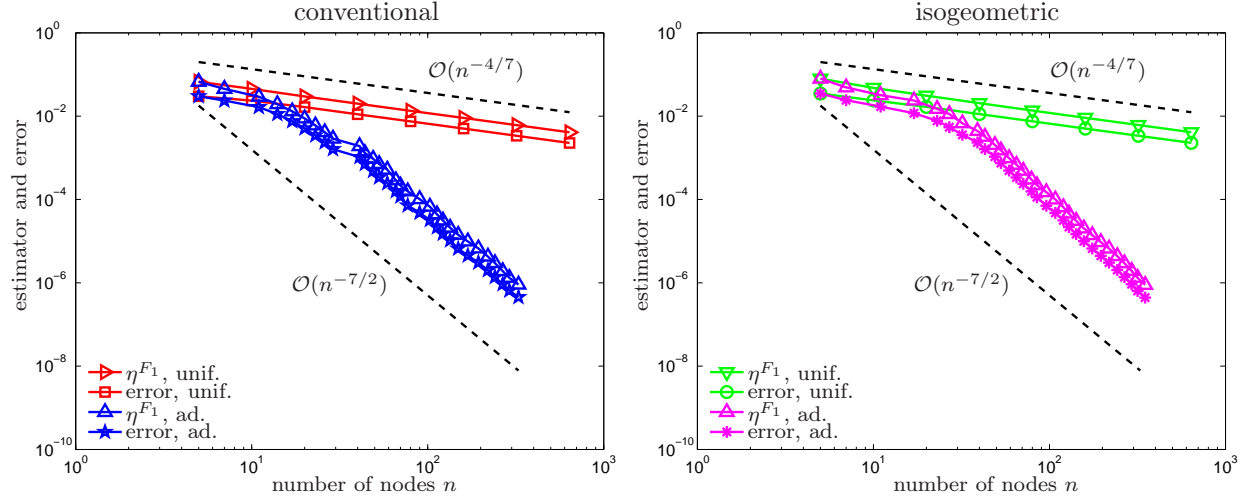 conventional
10^0
10^{-2}
10^{-4}
10^{-6}
10^{-8}
10^{-10}
estimator and error
O(n^{-4/7})
O(n^{-7/2})
η^{F_1}, unif.
error, unif.
η^{F_1}, ad.
error, ad.
10^0
10^1
10^2
10^3
number of nodes n
isogeometric
10^0
10^{-2}
10^{-4}
10^{-6}
10^{-8}
10^{-10}
estimator and error
O(n^{-4/7})
O(n^{-7/2})
η^{F_1}, unif.
error, unif.
η^{F_1}, ad.
error, ad.
10^0
10^1
10^2
10^3
number of nodes n